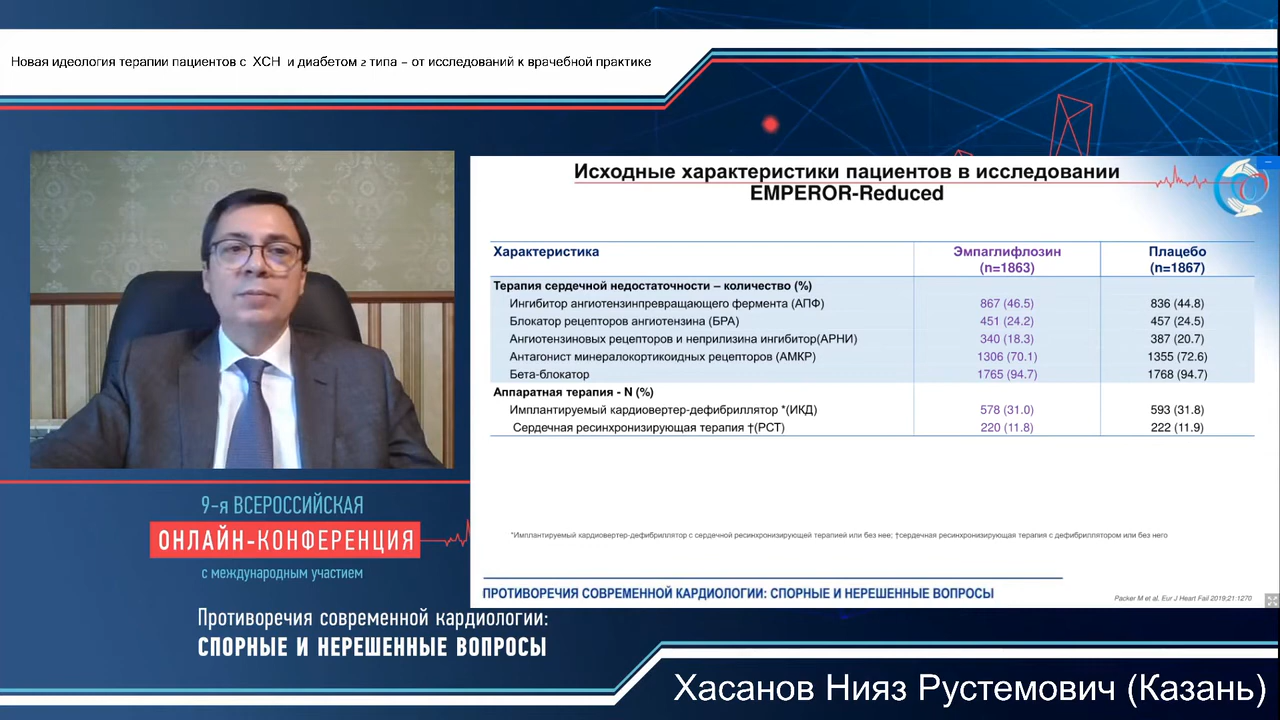 Новая идеология терапии пациентов с ХСН и диабетом 2 типа – от исследований к врачебной практике
Исходные характеристики пациентов в исследовании
EMPEROR-Reduced
Характеристика Эмпаглифлозин (n=1863) Плацебо (n=1867)
Терапия сердечной недостаточности – количество (%)
Ингибитор ангиотензинпревращающего фермента (АПФ) 867 (46.5) 836 (44.8)
Блокатор рецепторов ангиотензина (БРА) 451 (24.2) 457 (24.5)
Ангиотензиновых рецепторов и неприлизина ингибитор(АРНИ) 340 (18.3) 387 (20.7)
Антагонист минералокортикоидных рецепторов (АМКР) 1306 (70.1) 1355 (72.6)
Бета-блокатор 1765 (94.7) 1768 (94.7)
Аппаратная терапия - N (%)
Имплантируемый кардиовертер-дефибриллятор *(ИКД) 578 (31.0) 593 (31.8)
Сердечная ресинхронизирующая терапия †(РСТ) 220 (11.8) 222 (11.9)
*Имплантируемый кардиовертер-дефибриллятор с сердечной ресинхронизирующей терапией или без нее; †сердечная ресинхронизирующая терапия с дефибриллятором или без него
ПРОТИВОРЕЧИЯ СОВРЕМЕННОЙ КАРДИОЛОГИИ: СПОРНЫЕ И НЕРЕШЕННЫЕ ВОПРОСЫ
Packer M et al. Eur J Heart Fail 2019;21:1270
9-я ВСЕРОССИЙСКАЯ
ОНЛАЙН-КОНФЕРЕНЦИЯ
с международным участием
Противоречия современной кардиологии:
СПОРНЫЕ И НЕРЕШЕННЫЕ ВОПРОСЫ
Хасанов Нияз Рустемович (Казань)